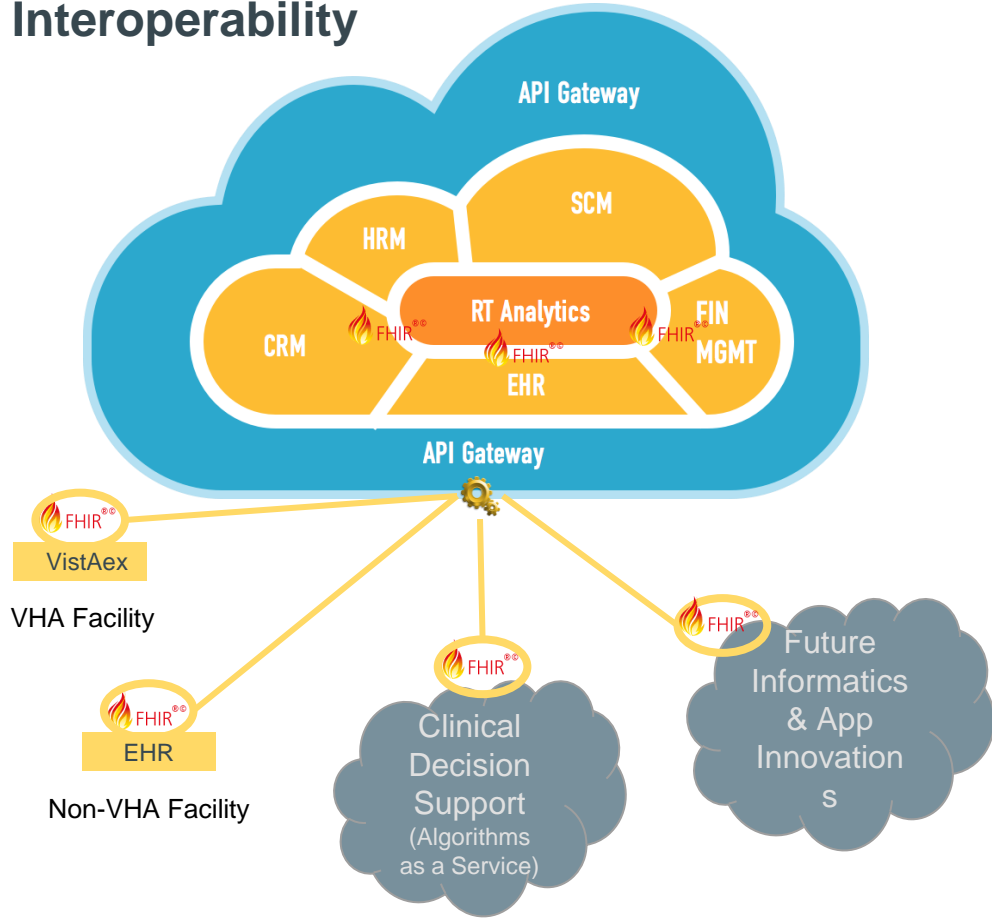 Interoperability
API Gateway
SCM
HRM
RT Analytics
FIN
MGMT
CRM
FHIR®©
FHIR®©
FHIR®©
EHR
API Gateway
FHIR®©
VistAex
VHA Facility
FHIR®©
EHR
Non-VHA Facility
FHIR®©
Clinical
Decision
Support
(Algorithms
as a Service)
FHIR®©
Future
Informatics
& App
Innovation
s